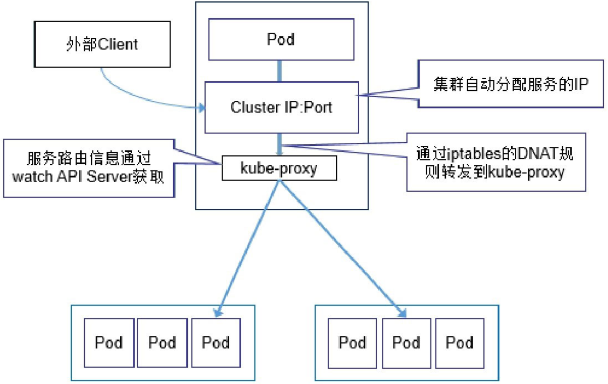 外部Client
Pod
Cluster IP:Port
集群自动分配服务的IP
服务路由信息通过
watch API Server获取
kube-proxy
通过iptables的DNAT规
则转发到kube-proxy
Pod Pod Pod
Pod Pod Pod